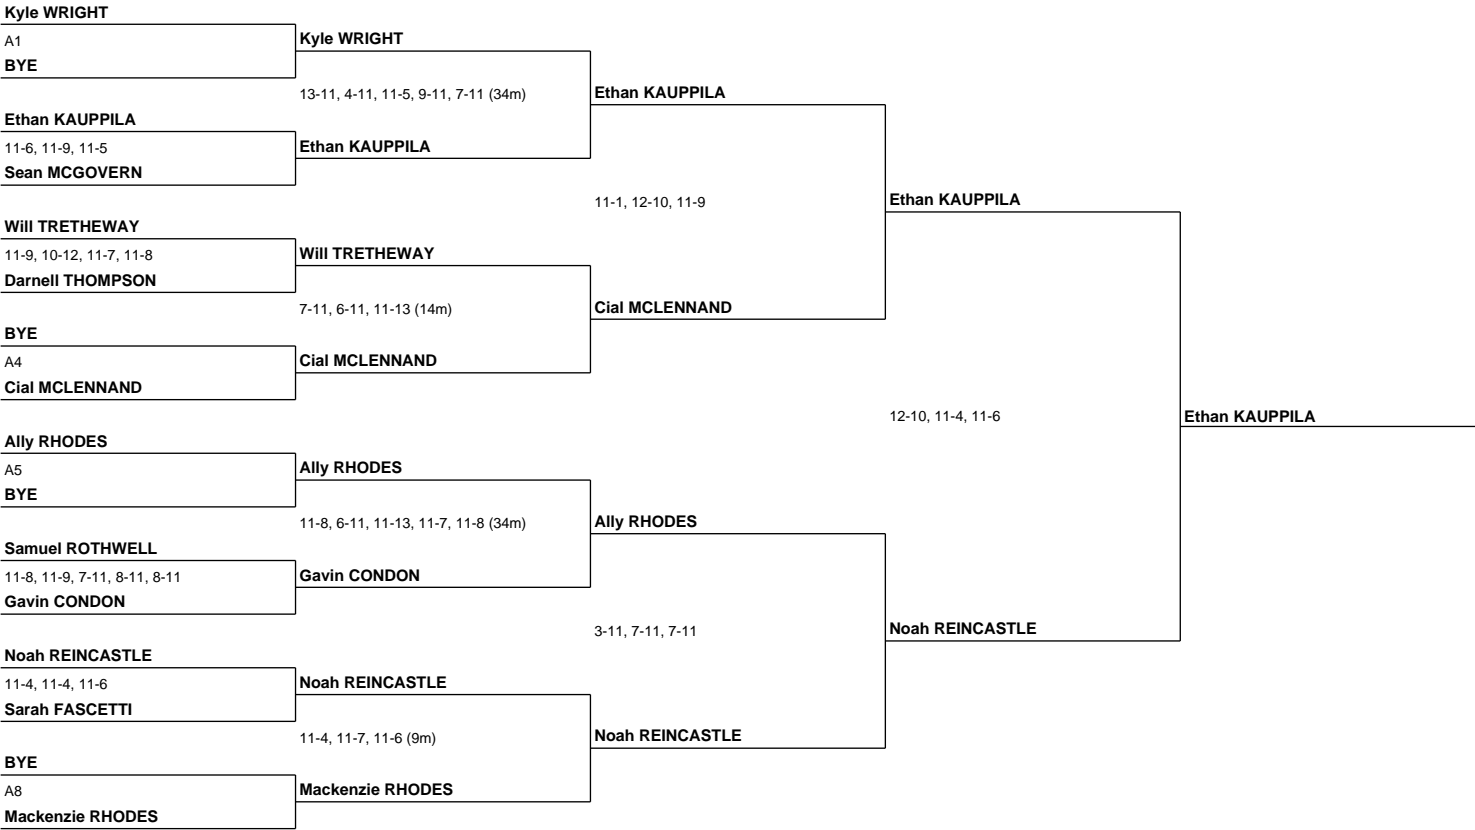 Kyle WRIGHT
A1
BYE
Ethan KAUPPILA
11-6, 11-9, 11-5
Sean MCGOVERN
Will TRETHEWAY
11-9, 10-12, 11-7, 11-8
Darnell THOMPSON
BYE
A4
Cial MCLENNAND
Ally RHODES
A5
BYE
Samuel ROTHWELL
11-8, 11-9, 7-11, 8-11, 8-11
Gavin CONDON
Noah REINCASTLE
11-4, 11-4, 11-6
Sarah FASCETTI
BYE
A8
Mackenzie RHODES
Kyle WRIGHT
13-11, 4-11, 11-5, 9-11, 7-11 (34m)
Ethan KAUPPILA
Will TRETHEWAY
7-11, 6-11, 11-13 (14m)
Cial MCLENNAND
Ally RHODES
11-8, 6-11, 11-13, 11-7, 11-8 (34m)
Gavin CONDON
Noah REINCASTLE
11-4, 11-7, 11-6 (9m)
Mackenzie RHODES
Ethan KAUPPILA
11-1, 12-10, 11-9
Cial MCLENNAND
Ally RHODES
3-11, 7-11, 7-11
Noah REINCASTLE
Ethan KAUPPILA
12-10, 11-4, 11-6
Noah REINCASTLE
Ethan KAUPPILA